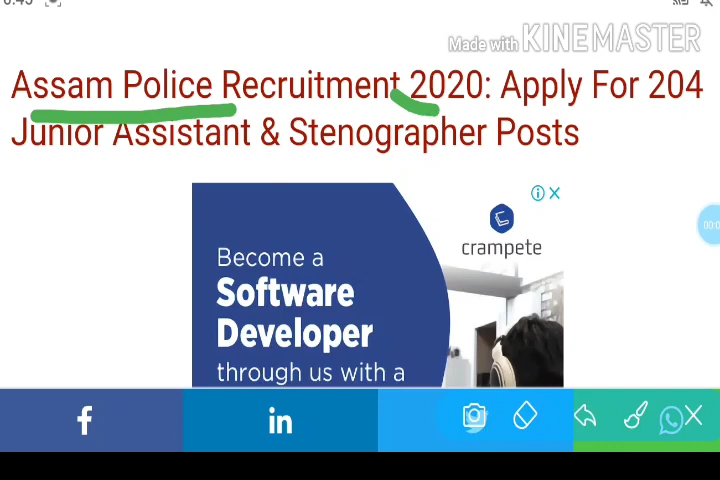 Made with KINEMASTER
Assam Police Recruitment 2020: Apply For 204
Junior Assistant & Stenographer Posts
crampete
Become a
Software
Developer
through us with a
f
in